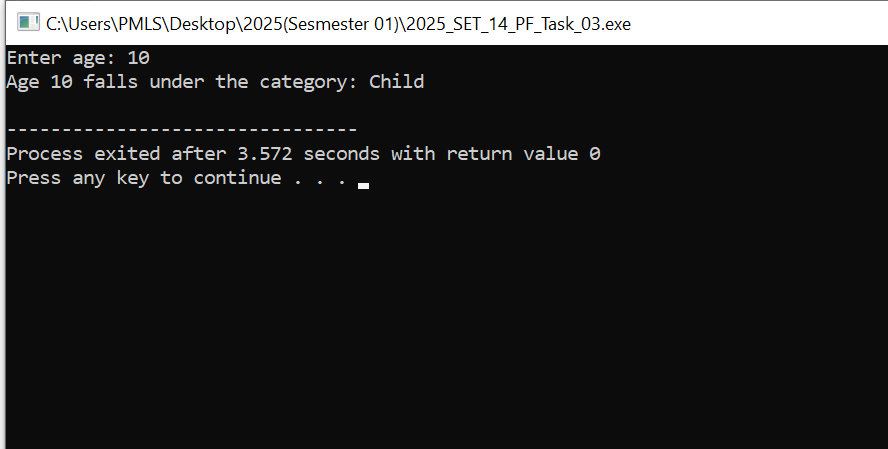 C:\Users\PMLS\Desktop\2025(Sesmester 01)\2025_SET_14_PF_Task_03.exe
Enter age: 10
Age 10 falls under the category: Child
--------------------------------
Process exited after 3.572 seconds with return value 0
Press any key to continue . . .